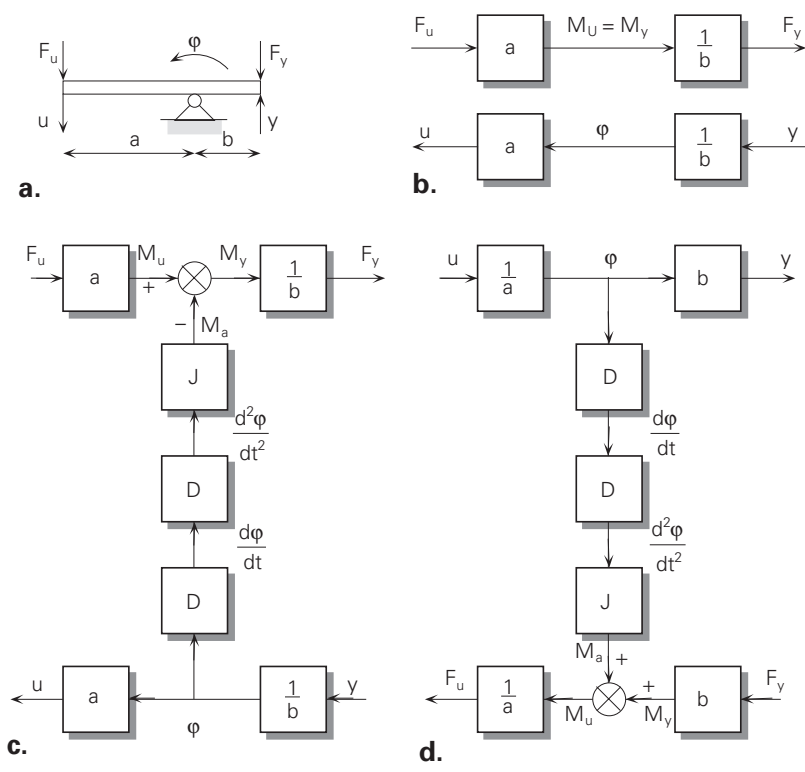 F_u φ F_y
u a b y
a.
F_u a M_U = M_y 1/b F_y
u a φ 1/b y
b.
F_u a M_u + M_y 1/b F_y
− M_a
J
d²φ/dt²
D
dφ/dt
D
u a φ 1/b y
c.
u 1/a φ b y
D
dφ/dt
D
d²φ/dt²
J
M_a +
F_u 1/a M_u + M_y b F_y
d.